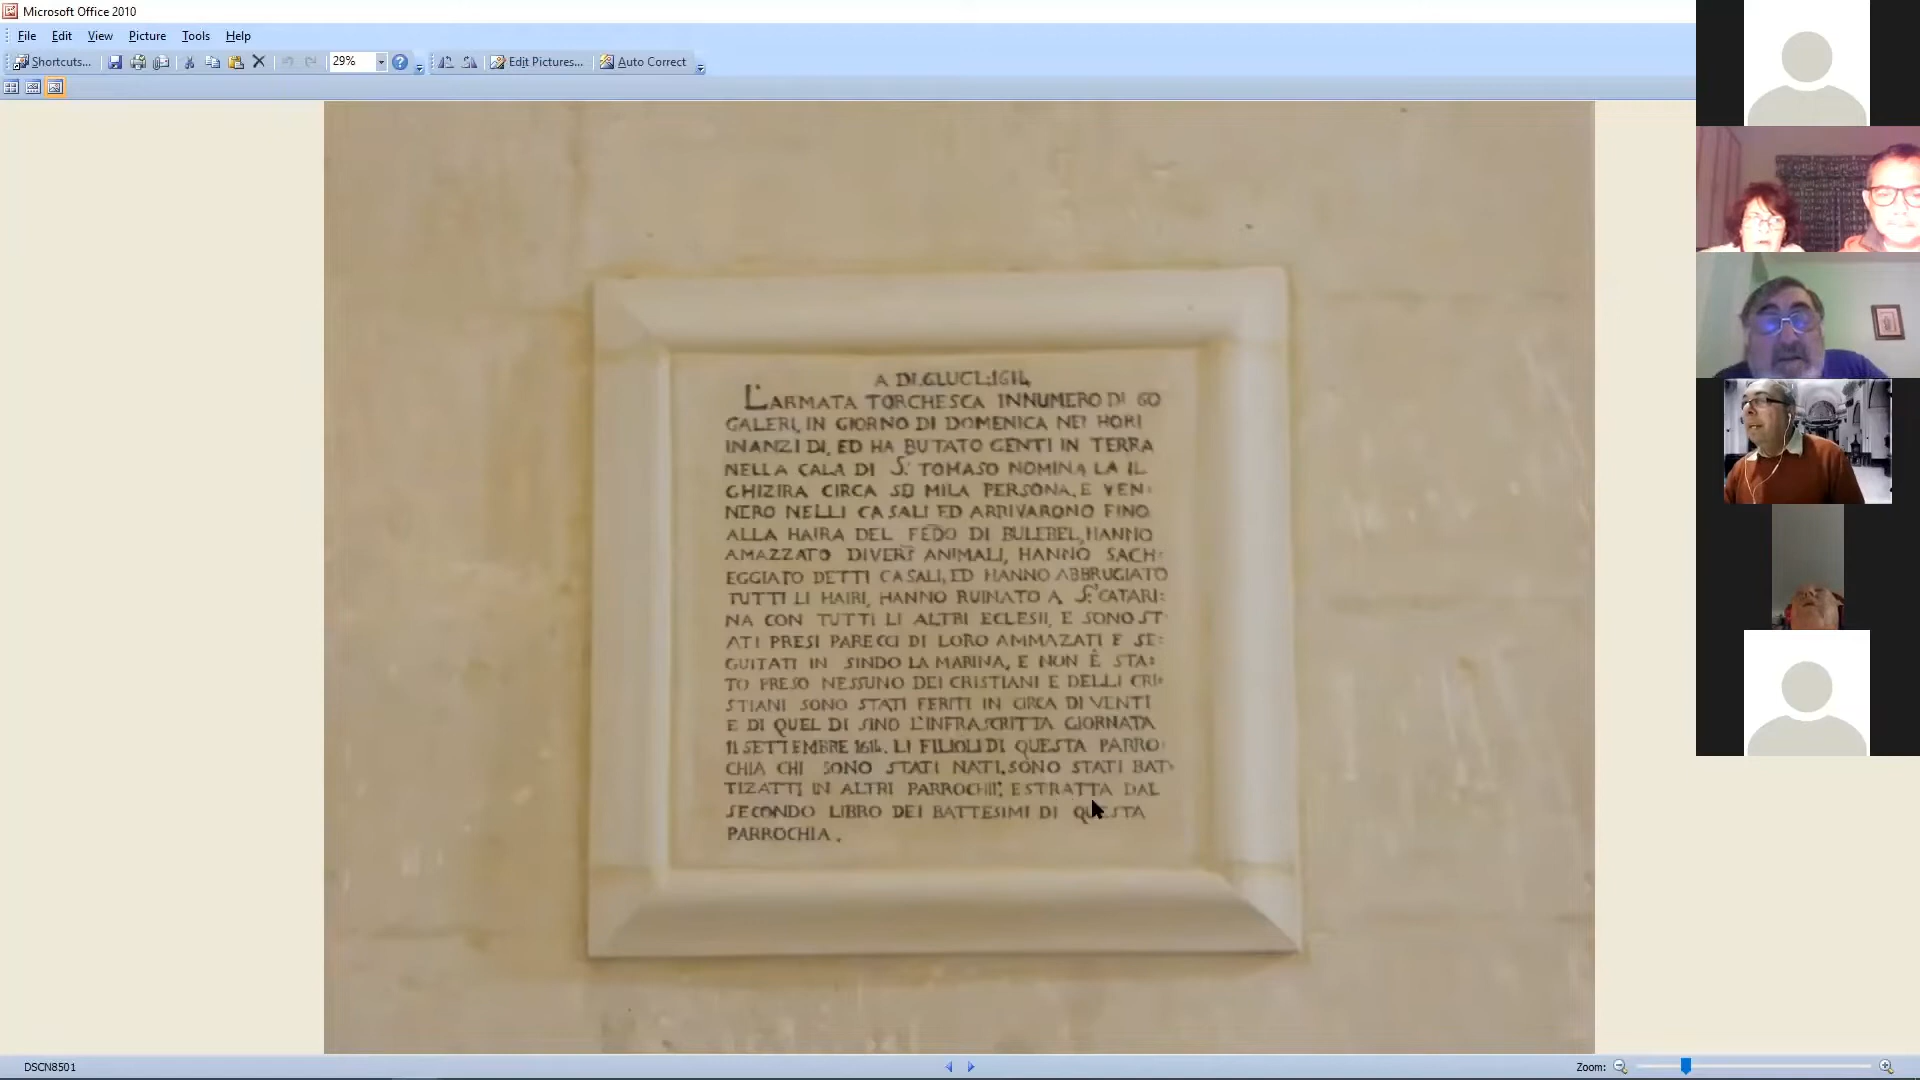 Microsoft Office 2010
File Edit View Picture Tools Help
Shortcuts... 29% Edit Pictures... Auto Correct
A DI.6.LUGL:1614
L'ARMATA TORCHESCA INNUMERO DI 60
GALERI, IN GIORNO DI DOMENICA NEI HORI
INANZI DI, ED HA BUTATO GENTI IN TERRA
NELLA CALA DI S. TOMASO NOMINA LA IL
GHIZIRA CIRCA MILA PERSONA, E VEN:
NERO NELLI CASALI ED ARRIVARONO FINO
ALLA HAIRA DEL FEDO DI BULEBEL, HANNO
AMAZZATO DIVERSI ANIMALI, HANNO SACH:
EGGIATO DETTI CASALI, ED HANNO ABBRUGIATO
TUTTI LI HAIRI, HANNO RUINATO A S. CATARI:
NA CON TUTTI LI ALTRI ECLESII, E SONO ST
ATI PRESI PARECCI DI LORO AMMAZATI E SE:
GUITATI IN SINDO LA MARINA, E NON È STA:
TO PRESO NESSUNO DEI CRISTIANI E DELLI CRI:
STIANI SONO STATI FERITI IN CIRCA DI VENTI
E DI QUEL DI SINO L'INFRASCRITTA GIORNATA
11 SETTEMBRE 1614. LI FILIOLI DI QUESTA PARRO:
CHIA CHI SONO STATI NATI, SONO STATI BAT:
TIZATTI IN ALTRI PARROCHII; ESTRATTA DAL
SECONDO LIBRO DEI BATTESIMI DI QUESTA
PARROCHIA.
DSCN8501 Zoom: